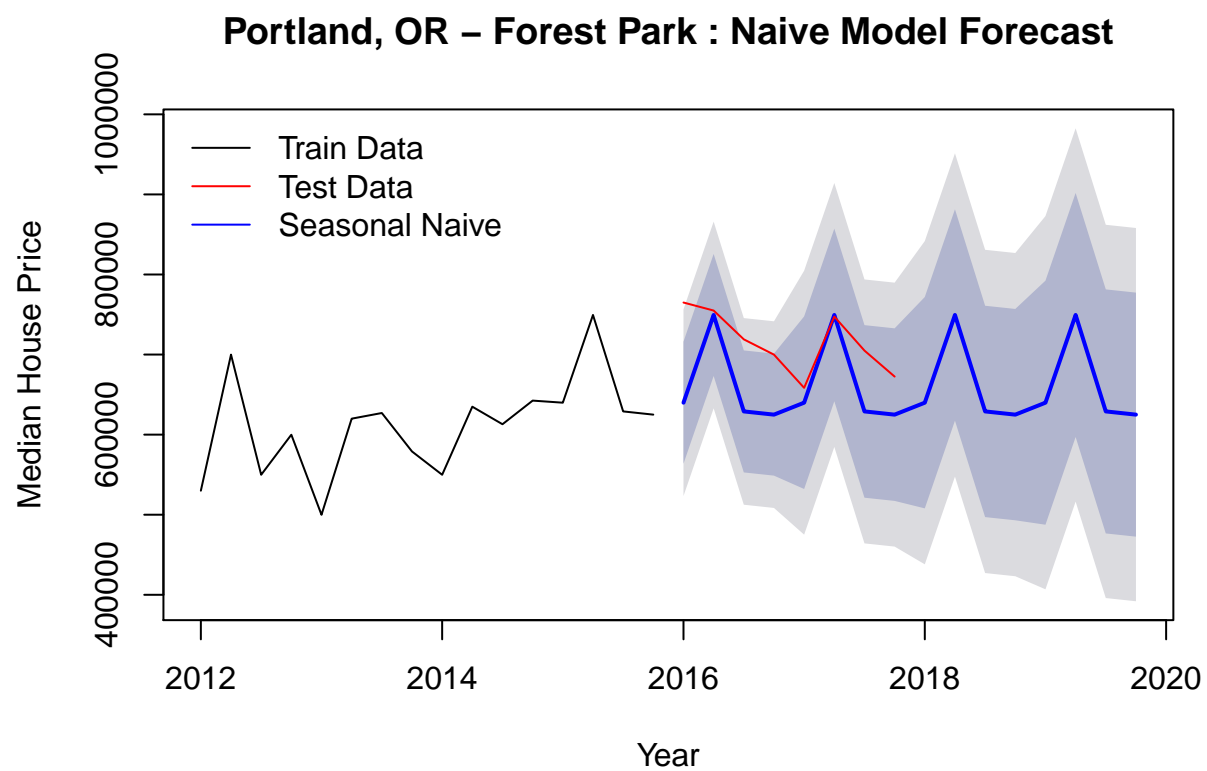 Portland, OR – Forest Park : Naive Model Forecast
Train Data
Test Data
Seasonal Naive
Median House Price
1000000
800000
600000
400000
2012 2014 2016 2018 2020
Year